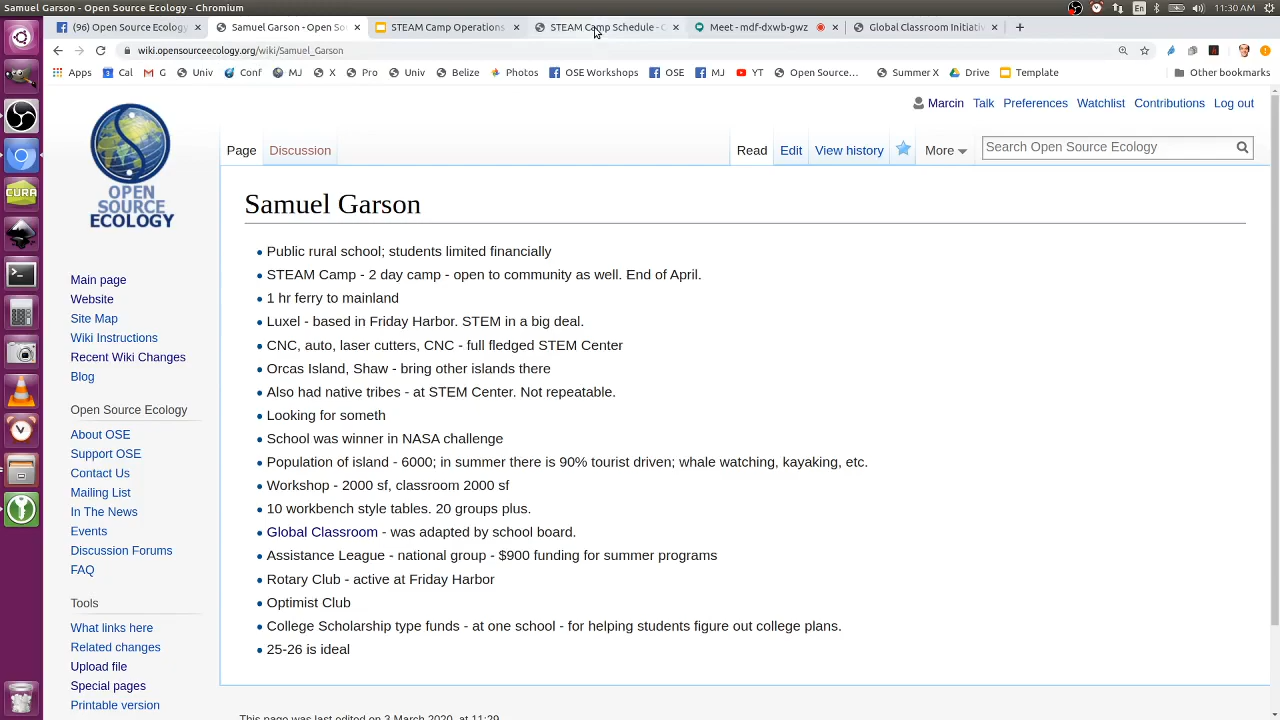 Samuel Garson - Open Source Ecology - Chromium
En
11:30 AM
(96) Open Source Ecology
Samuel Garson - Open So
STEAM Camp Operations
STEAM Camp Schedule - O
Meet - mdf-dxwb-gwz
Global Classroom Initiativ
wiki.opensourceecology.org/wiki/Samuel_Garson
Apps
Cal
G
Univ
Conf
MJ
X
Pro
Univ
Belize
Photos
OSE Workshops
OSE
MJ
YT
Open Source…
Summer X
Drive
Template
Other bookmarks
Marcin
Talk
Preferences
Watchlist
Contributions
Log out
Page
Discussion
Read
Edit
View history
More
Search Open Source Ecology
OPEN
SOURCE
ECOLOGY
CURA
Samuel Garson
Public rural school; students limited financially
STEAM Camp - 2 day camp - open to community as well. End of April.
1 hr ferry to mainland
Luxel - based in Friday Harbor. STEM in a big deal.
CNC, auto, laser cutters, CNC - full fledged STEM Center
Orcas Island, Shaw - bring other islands there
Also had native tribes - at STEM Center. Not repeatable.
Looking for someth
School was winner in NASA challenge
Population of island - 6000; in summer there is 90% tourist driven; whale watching, kayaking, etc.
Workshop - 2000 sf, classroom 2000 sf
10 workbench style tables. 20 groups plus.
Global Classroom - was adapted by school board.
Assistance League - national group - $900 funding for summer programs
Rotary Club - active at Friday Harbor
Optimist Club
College Scholarship type funds - at one school - for helping students figure out college plans.
25-26 is ideal
This page was last edited on 3 March 2020, at 11:29.
Main page
Website
Site Map
Wiki Instructions
Recent Wiki Changes
Blog
Open Source Ecology
About OSE
Support OSE
Contact Us
Mailing List
In The News
Events
Discussion Forums
FAQ
Tools
What links here
Related changes
Upload file
Special pages
Printable version